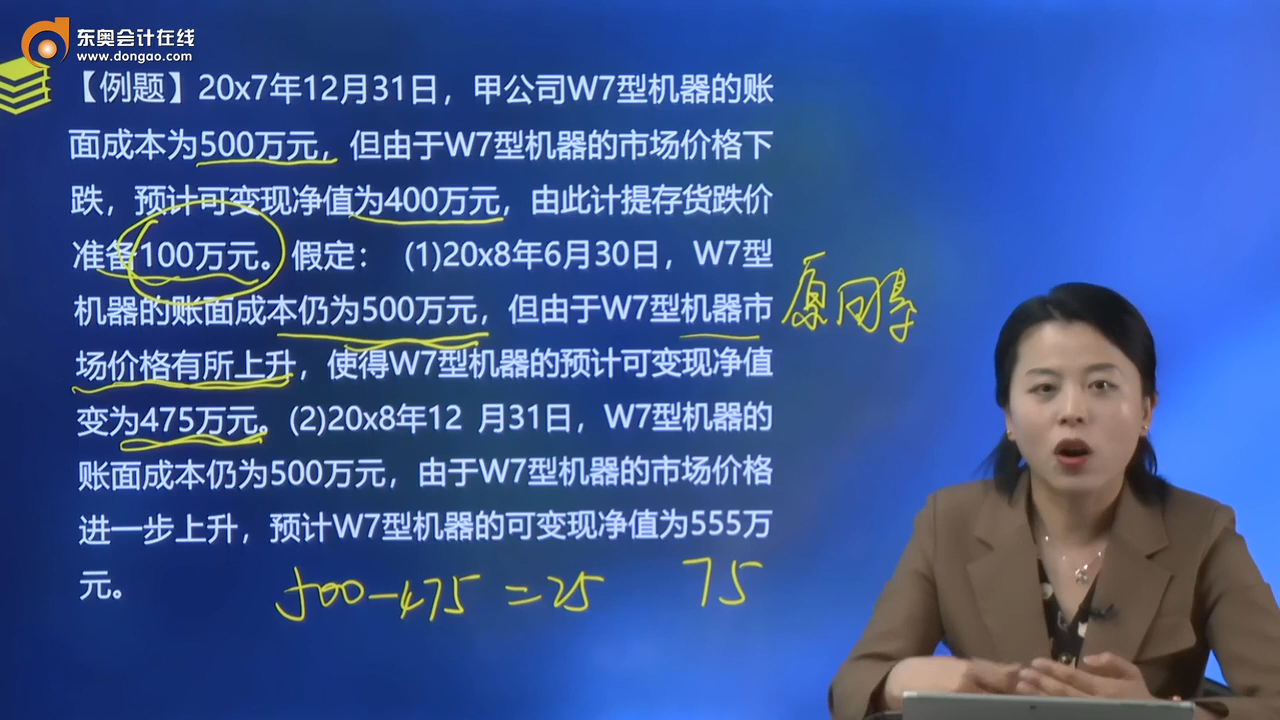 东奥会计在线
www.dongao.com
【例题】20x7年12月31日，甲公司W7型机器的账
面成本为500万元，但由于W7型机器的市场价格下
跌，预计可变现净值为400万元，由此计提存货跌价
准备100万元。假定： (1)20x8年6月30日，W7型
机器的账面成本仍为500万元，但由于W7型机器市
场价格有所上升，使得W7型机器的预计可变现净值
变为475万元。(2)20x8年12 月31日，W7型机器的
账面成本仍为500万元，由于W7型机器的市场价格
进一步上升，预计W7型机器的可变现净值为555万
元。
原因
500-475=25 75